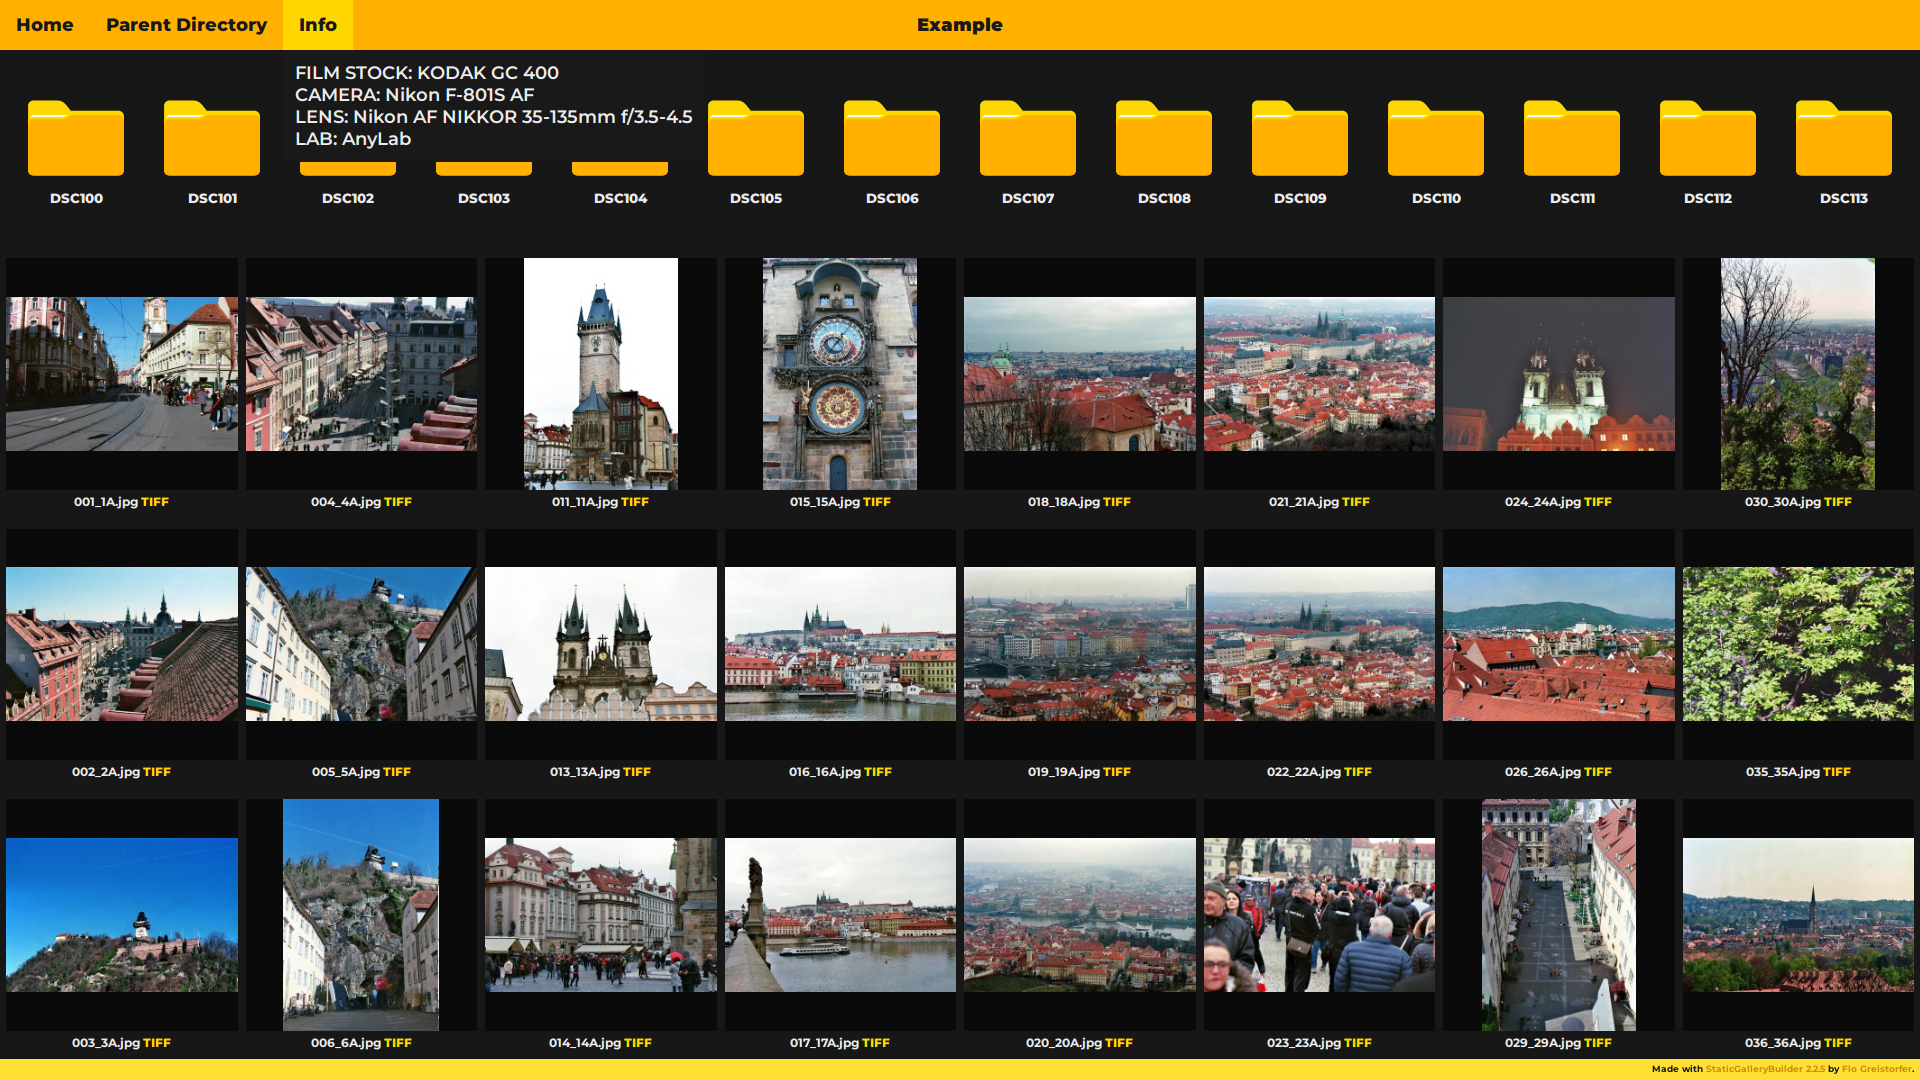 Home Parent Directory Info Example
FILM STOCK: KODAK GC 400
CAMERA: Nikon F-801S AF
LENS: Nikon AF NIKKOR 35-135mm f/3.5-4.5
LAB: AnyLab
DSC100 DSC101 DSC102 DSC103 DSC104 DSC105 DSC106 DSC107 DSC108 DSC109 DSC110 DSC111 DSC112 DSC113
001_1A.jpg TIFF 004_4A.jpg TIFF 011_11A.jpg TIFF 015_15A.jpg TIFF 018_18A.jpg TIFF 021_21A.jpg TIFF 024_24A.jpg TIFF 030_30A.jpg TIFF
002_2A.jpg TIFF 005_5A.jpg TIFF 013_13A.jpg TIFF 016_16A.jpg TIFF 019_19A.jpg TIFF 022_22A.jpg TIFF 026_26A.jpg TIFF 035_35A.jpg TIFF
003_3A.jpg TIFF 006_6A.jpg TIFF 014_14A.jpg TIFF 017_17A.jpg TIFF 020_20A.jpg TIFF 023_23A.jpg TIFF 029_29A.jpg TIFF 036_36A.jpg TIFF
Made with StaticGalleryBuilder 2.2.5 by Flo Greistorfer.